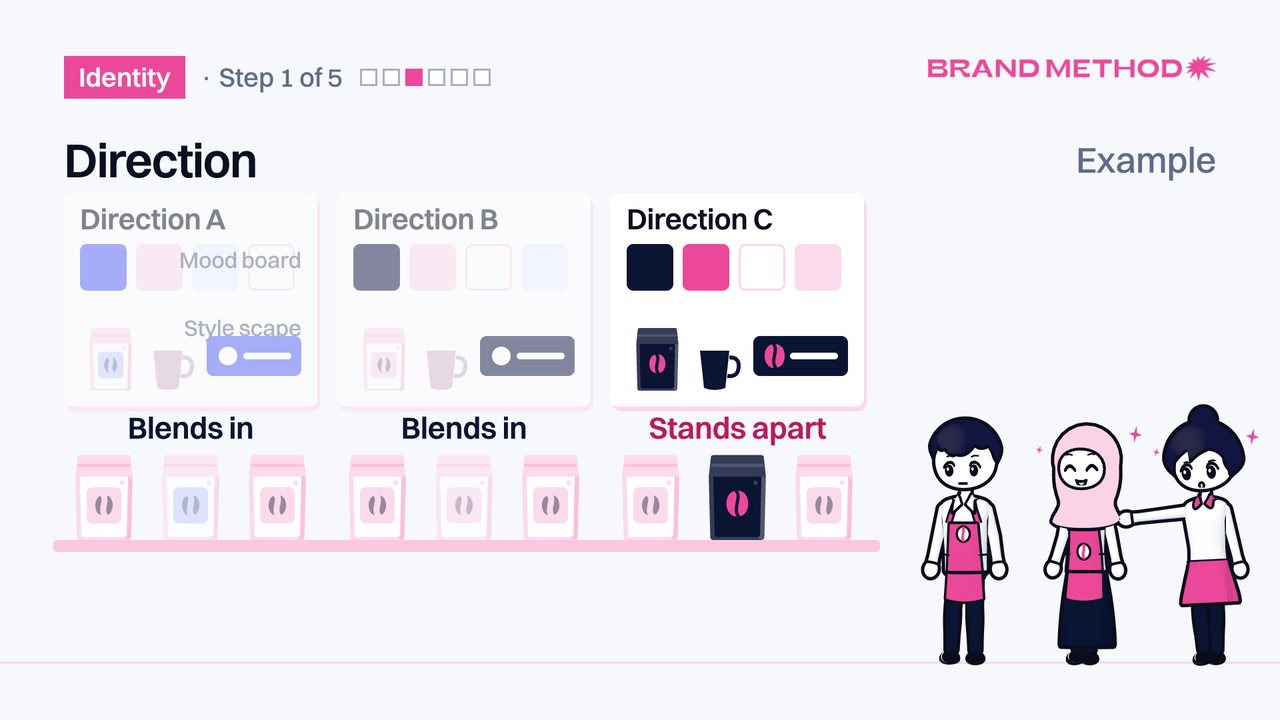 Identity · Step 1 of 5
BRAND METHOD
Direction
Example
Direction A
Mood board
Style scape
Direction B
Direction C
Blends in
Blends in
Stands apart